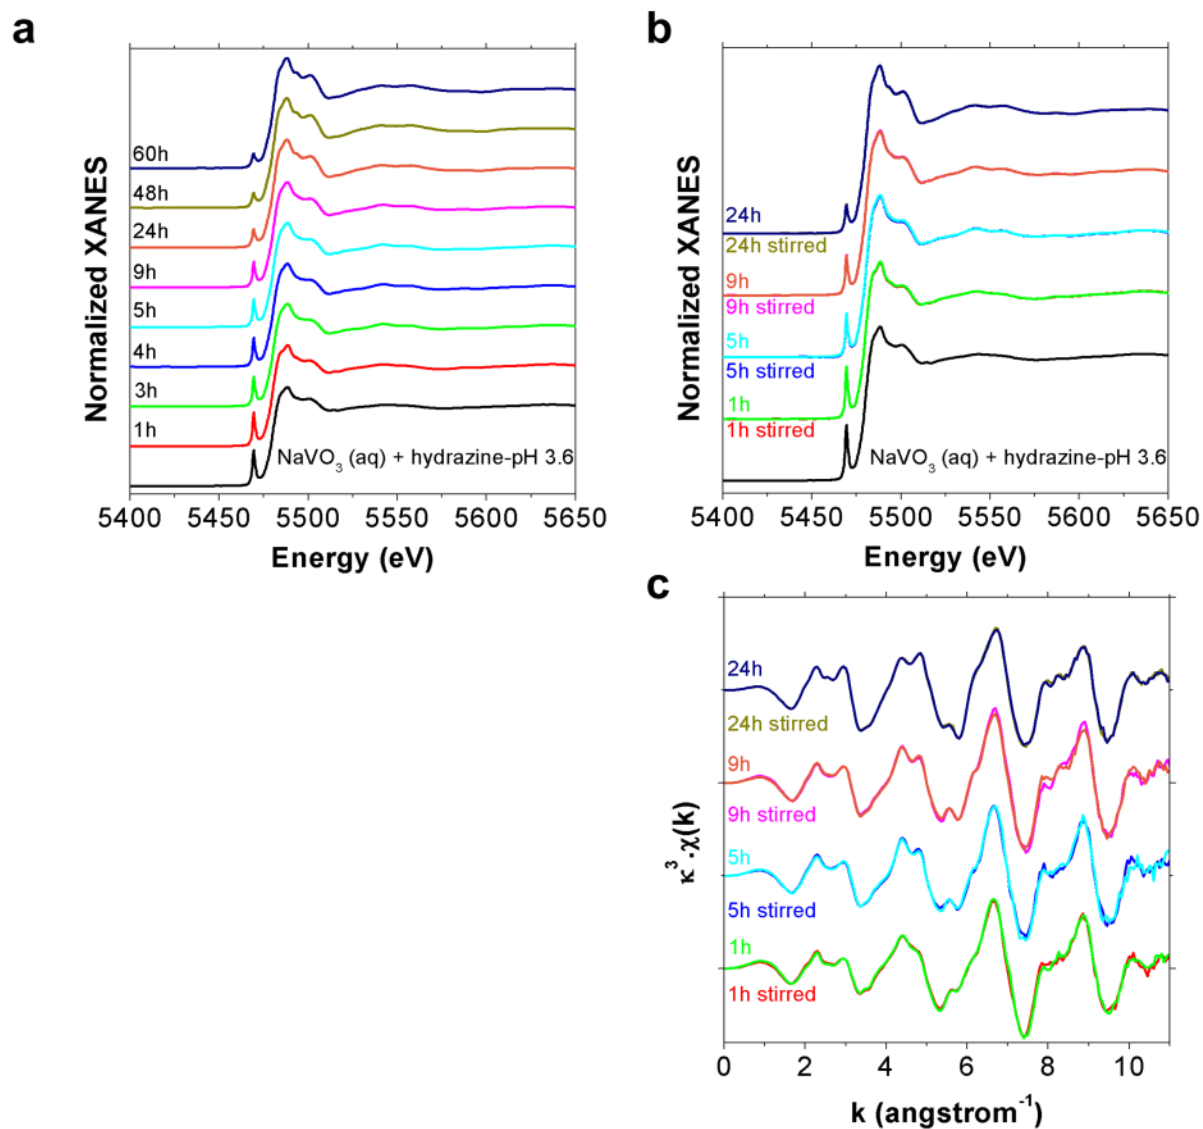 a
Normalized XANES
60h
48h
24h
9h
5h
4h
3h
1h
NaVO3 (aq) + hydrazine-pH 3.6
5400 5450 5500 5550 5600 5650
Energy (eV)
b
Normalized XANES
24h
24h stirred
9h
9h stirred
5h
5h stirred
1h
1h stirred
NaVO3 (aq) + hydrazine-pH 3.6
5400 5450 5500 5550 5600 5650
Energy (eV)
c
κ³.χ(k)
24h
24h stirred
9h
9h stirred
5h
5h stirred
1h
1h stirred
0 2 4 6 8 10
k (angstrom⁻¹)